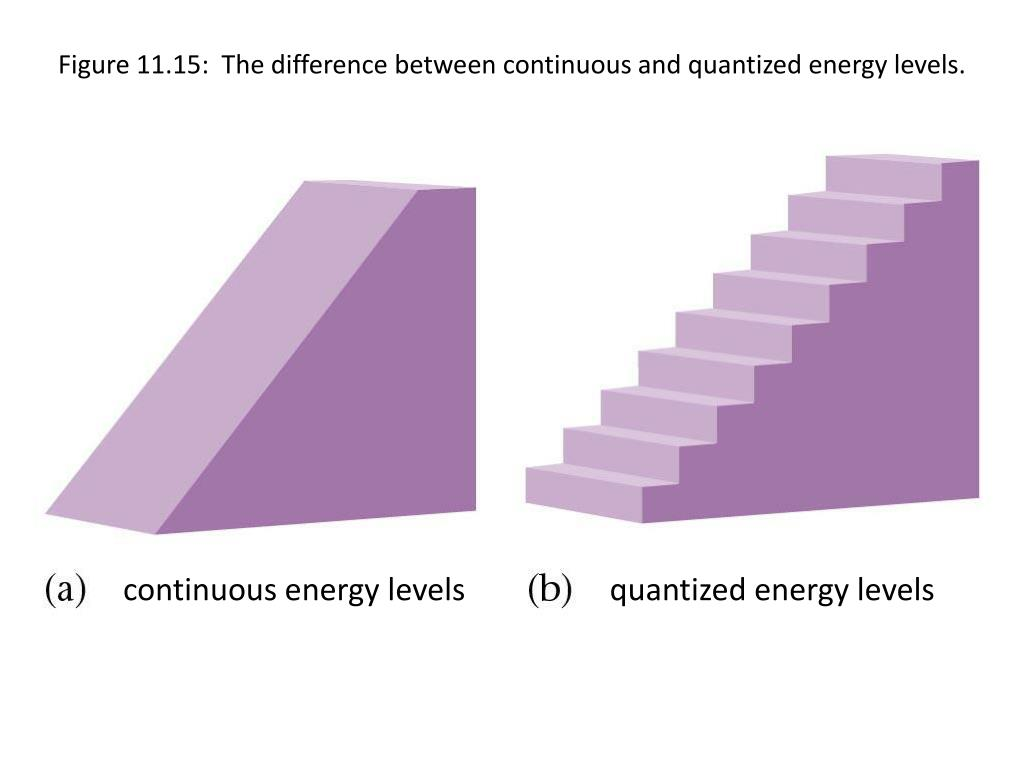 Figure 11.15:  The difference between continuous and quantized energy levels.
(a) continuous energy levels
(b) quantized energy levels